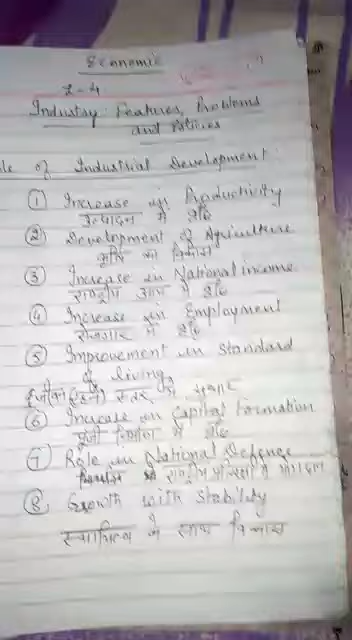 Economic
L-4
Industry: Features, Problems
and Policies
le of Industrial Development:
① Increase in Productivity
उत्पादन में वृद्धि
② Development of Agriculture
कृषि का विकास
③ Increase in National income
राष्ट्रीय आय में वृद्धि
④ Increase in Employment
रोजगार में वृद्धि
⑤ Improvement in Standard
of living
स्तर में सुधार
⑥ Increase in Capital Formation
पूंजी निर्माण में वृद्धि
⑦ Role in National Defence
राष्ट्रीय में योगदान
⑧ Growth with Stability
स्थायित्व के साथ विकास